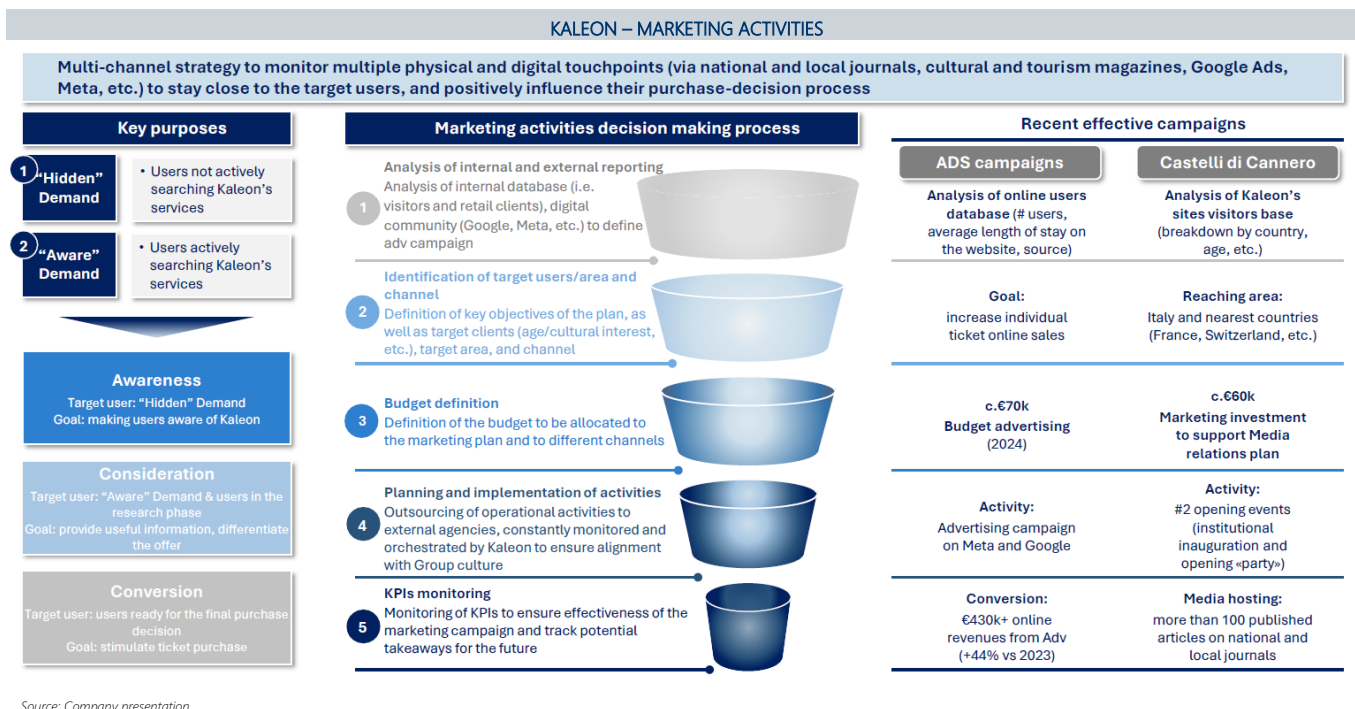 KALEON – MARKETING ACTIVITIES
Multi-channel strategy to monitor multiple physical and digital touchpoints (via national and local journals, cultural and tourism magazines, Google Ads,
Meta, etc.) to stay close to the target users, and positively influence their purchase-decision process
Key purposes
1
"Hidden"
Demand
• Users not actively
searching Kaleon's
services
2
"Aware"
Demand
• Users actively
searching Kaleon's
services
Awareness
Target user: "Hidden" Demand
Goal: making users aware of Kaleon
Consideration
Target user: "Aware" Demand & users in the
research phase
Goal: provide useful information, differentiate
the offer
Conversion
Target user: users ready for the final purchase
decision
Goal: stimulate ticket purchase
Marketing activities decision making process
1
Analysis of internal and external reporting
Analysis of internal database (i.e.
visitors and retail clients), digital
community (Google, Meta, etc.) to define
adv campaign
2
Identification of target users/area and
channel
Definition of key objectives of the plan, as
well as target clients (age/cultural interest,
etc.), target area, and channel
3
Budget definition
Definition of the budget to be allocated to
the marketing plan and to different channels
4
Planning and implementation of activities
Outsourcing of operational activities to
external agencies, constantly monitored and
orchestrated by Kaleon to ensure alignment
with Group culture
5
KPIs monitoring
Monitoring of KPIs to ensure effectiveness of the
marketing campaign and track potential
takeaways for the future
Recent effective campaigns
ADS campaigns
Analysis of online users
database (# users,
average length of stay on
the website, source)
Goal:
increase individual
ticket online sales
c.€70k
Budget advertising
(2024)
Activity:
Advertising campaign
on Meta and Google
Conversion:
€430k+ online
revenues from Adv
(+44% vs 2023)
Castelli di Cannero
Analysis of Kaleon's
sites visitors base
(breakdown by country,
age, etc.)
Reaching area:
Italy and nearest countries
(France, Switzerland, etc.)
c.€60k
Marketing investment
to support Media
relations plan
Activity:
#2 opening events
(institutional
inauguration and
opening «party»)
Media hosting:
more than 100 published
articles on national and
local journals
Source: Company presentation